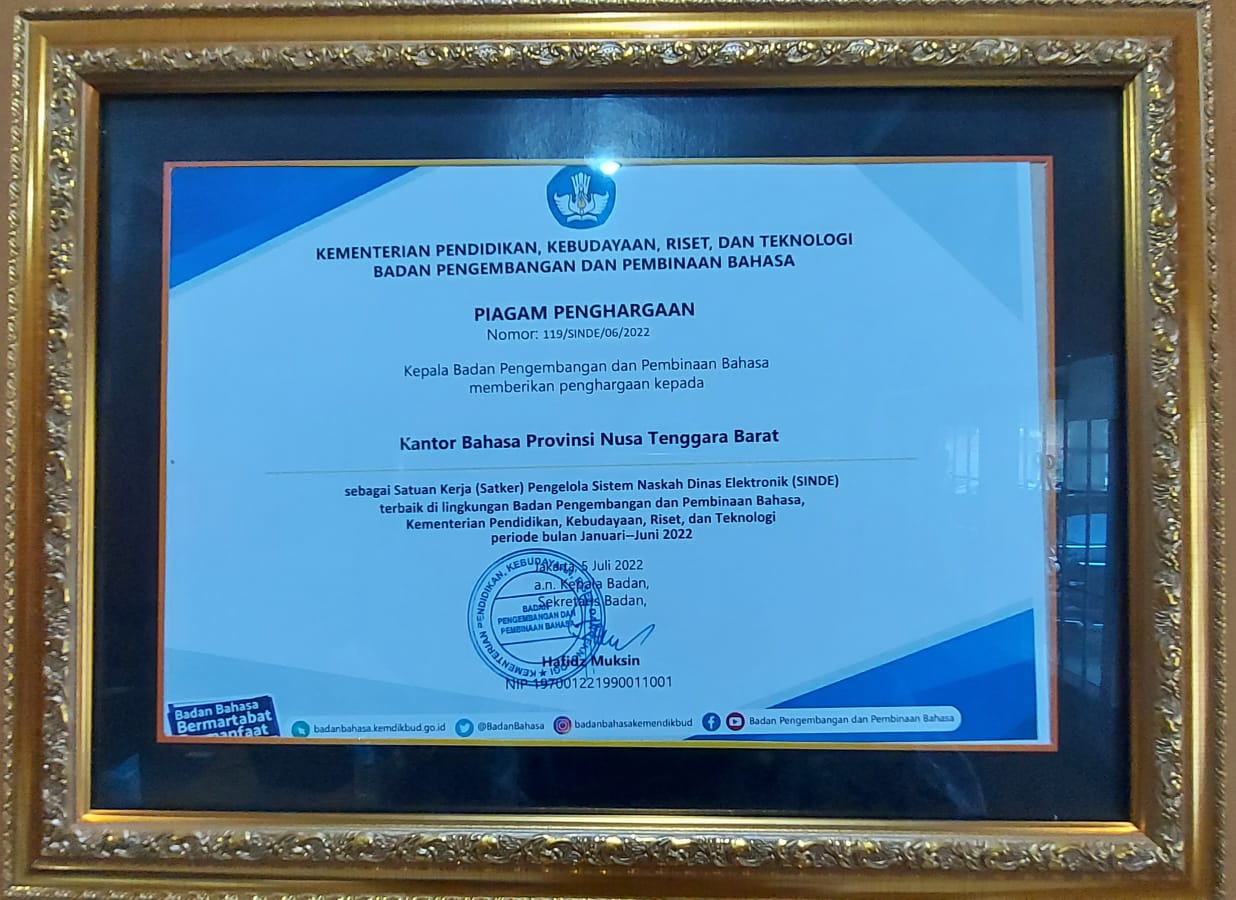 KEMENTERIAN PENDIDIKAN, KEBUDAYAAN, RISET, DAN TEKNOLOGI
BADAN PENGEMBANGAN DAN PEMBINAAN BAHASA
PIAGAM PENGHARGAAN
Nomor: 119/SINDE/06/2022
Kepala Badan Pengembangan dan Pembinaan Bahasa
memberikan penghargaan kepada
Kantor Bahasa Provinsi Nusa Tenggara Barat
sebagai Satuan Kerja (Satker) Pengelola Sistem Naskah Dinas Elektronik (SINDE)
terbaik di lingkungan Badan Pengembangan dan Pembinaan Bahasa,
Kementerian Pendidikan, Kebudayaan, Riset, dan Teknologi
periode bulan Januari—Juni 2022
Jakarta, 5 Juli 2022
a.n. Kepala Badan,
Sekretaris Badan,
KEMENTERIAN PENDIDIKAN, KEBUDAYAAN,
BADAN
PENGEMBANGAN DAN
PEMBINAAN BAHASA
Hafidz Muksin
NIP 197001221990011001
Badan Bahasa
Bermartabat
badanbahasa.kemdikbud.go.id
@BadanBahasa
badanbahasakemendikbud
Badan Pengembangan dan Pembinaan Bahasa